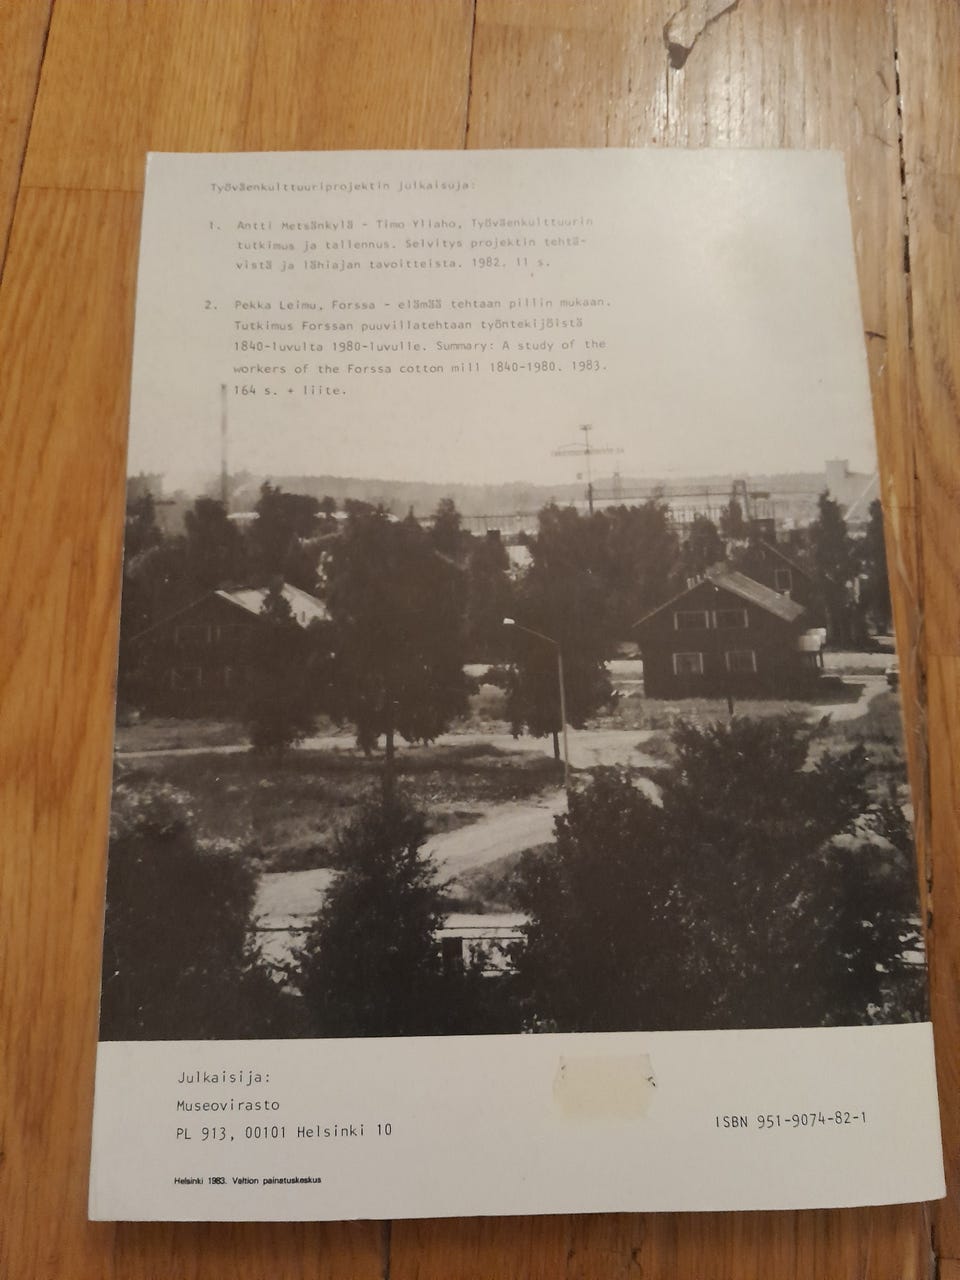 Työväenkulttuuriprojektin julkaisuja:
1. Antti Metsänkylä - Timo Yliaho, Työväenkulttuurin
tutkimus ja tallennus. Selvitys projektin tehtä-
vistä ja lähiajan tavoitteista. 1982. 11 s.
2. Pekka Leimu, Forssa - elämää tehtaan pillin mukaan.
Tutkimus Forssan puuvillatehtaan työntekijöistä
1840-luvulta 1980-luvulle. Summary: A study of the
workers of the Forssa cotton mill 1840-1980. 1983.
164 s. + liite.
Julkaisija:
Museovirasto
PL 913, 00101 Helsinki 10
ISBN 951-9074-82-1
Helsinki 1983. Valtion painatuskeskus